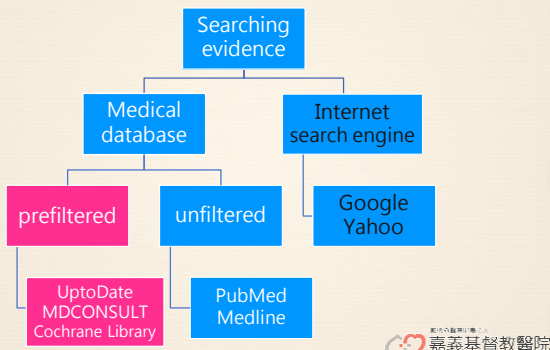 Searching
evidence
Medical
database
Internet
search engine
prefiltered
unfiltered
Google
Yahoo
UptoDate
MDCONSULT
Cochrane Library
PubMed
Medline
嘉義基督教醫院